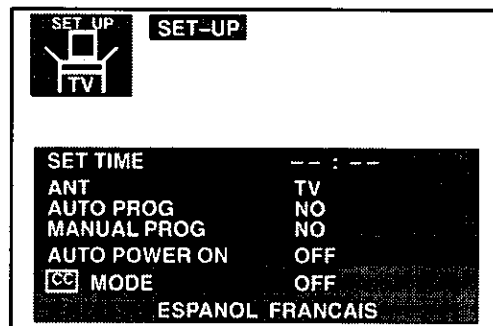 SET UP
TV
SET-UP
SET TIME -- : --
ANT TV
AUTO PROG NO
MANUAL PROG NO
AUTO POWER ON OFF
CC MODE OFF
ESPANOL FRANCAIS